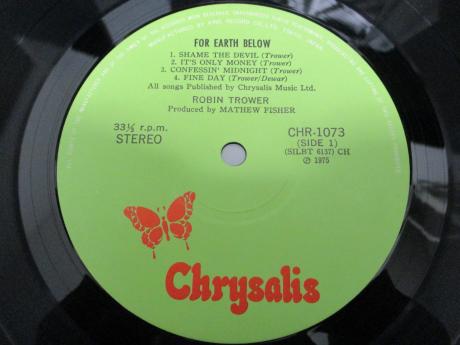 FOR EARTH BELOW
1. SHAME THE DEVIL (Trower)
2. IT'S ONLY MONEY (Trower)
3. CONFESSIN' MIDNIGHT (Trower)
4. FINE DAY (Trower/Dewar)
All songs Published by Chrysalis Music Ltd.
ROBIN TROWER
Produced by MATHEW FISHER
33⅓ r.p.m.
STEREO
CHR-1073
(SIDE 1)
(SILBT 6137) CH
Ⓟ 1975
Chrysalis